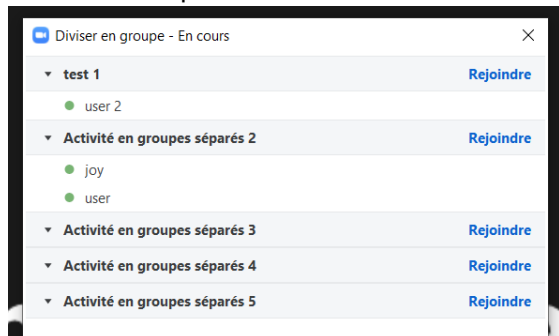 Diviser en groupe - En cours
test 1 Rejoindre
user 2
Activité en groupes séparés 2 Rejoindre
joy
user
Activité en groupes séparés 3 Rejoindre
Activité en groupes séparés 4 Rejoindre
Activité en groupes séparés 5 Rejoindre